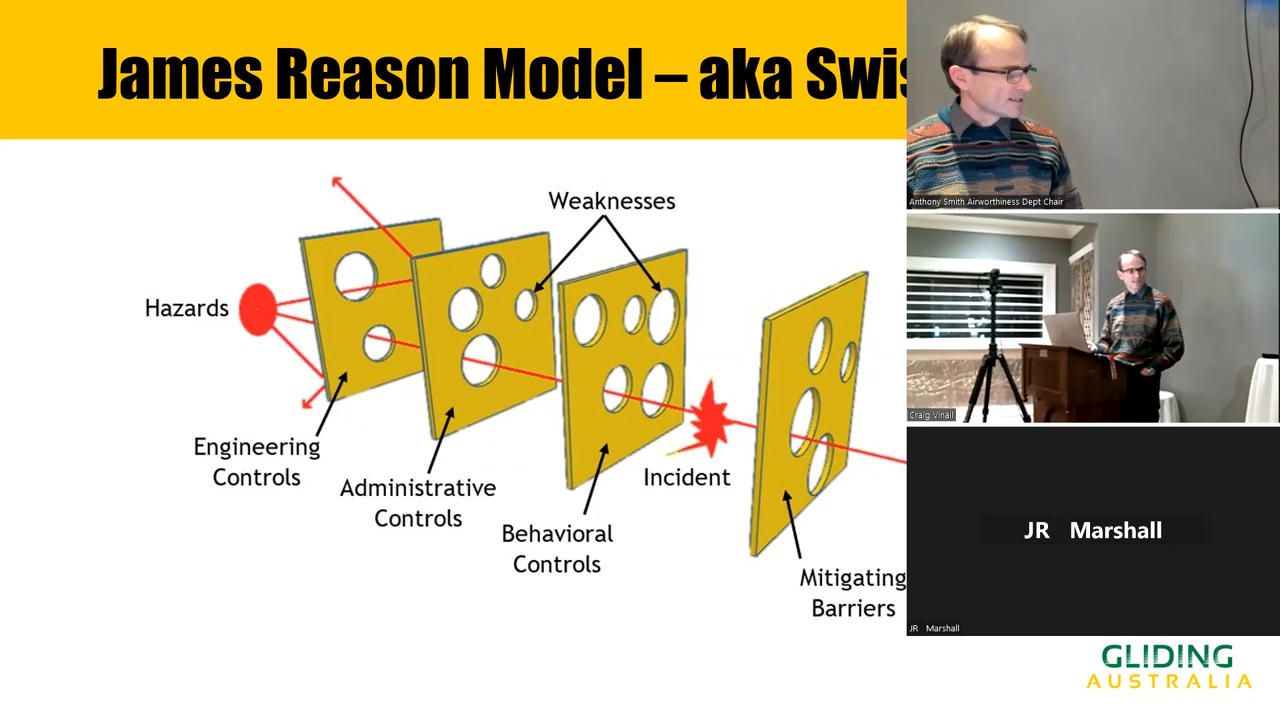 James Reason Model – aka Swis
Anthony Smith Airworthiness Dept Chair
Weaknesses
Hazards
Craig Vinall
Engineering
Controls
Administrative
Controls
Incident
Behavioral
Controls
JR Marshall
Mitigating
Barriers
JR Marshall
GLIDING
AUSTRALIA